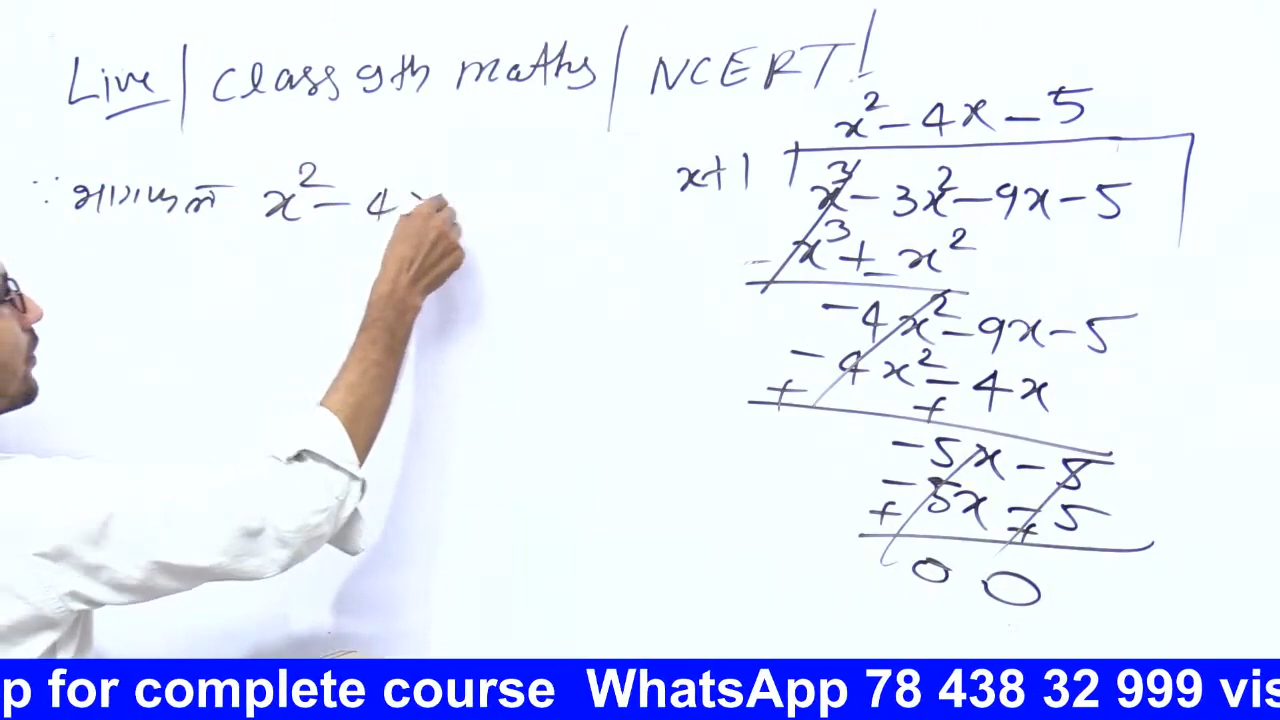 Live / Class 9th maths / NCERT!
∵ भागफल x² - 4x
x² - 4x - 5
x+1 x³ - 3x² - 9x - 5
- x³ +_ x²
-4x² - 9x - 5
- 4x² - 4x
+ +
-5x - 5
- 5x - 5
+ +
0 0
p for complete course WhatsApp 78 438 32 999 vis